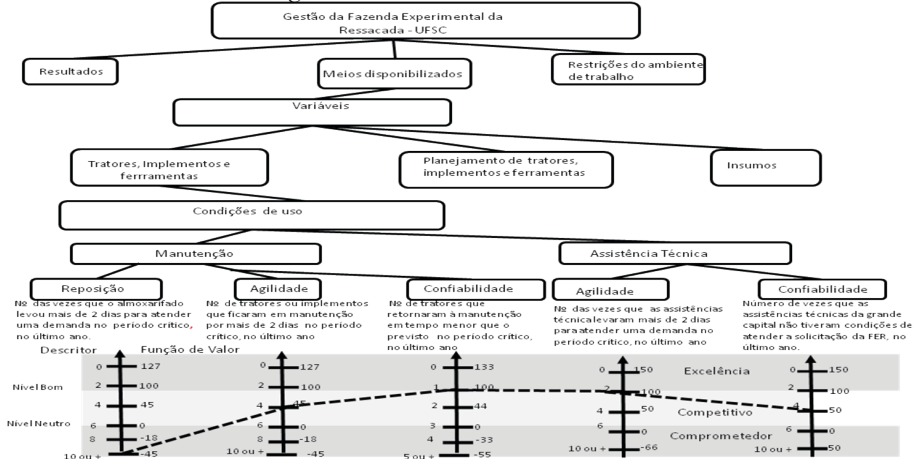 Gestão da Fazenda Experimental da
Ressacada - UFSC
Resultados
Meios disponibilizados
Restrições do ambiente
de trabalho
Variáveis
Tratores, Implementos e
ferrramentas
Planejamento de tratores,
implementos e ferramentas
Insumos
Condições de uso
Manutenção
Assistência Técnica
Reposição
Agilidade
Confiabilidade
Agilidade
Confiabilidade
Nº das vezes que o almoxarifado
levou mais de 2 dias para atender
uma demanda no período critico,
no último ano.
Nº de tratores ou implementos
que ficaram em manutenção
por mais de 2 dias no período
critico, no último ano
Nº de tratores que
retornaram à manutenção
em tempo menor que o
previsto no período critico,
no último ano
Nº das vezes que as assistências
técnica levaram mais de 2 dias
para atender uma demanda no
período critico, no último ano
Número de vezes que as
assistências técnicas da grande
capital não tiveram condições de
atender a solicitação da FER, no
último ano.
Descritor
Função de Valor
0 127 0 127 0 133 0 150 0 150
Excelência
Nivel Bom
2 100 2 100 1 100 2 100 2 100
4 45 4 45 2 44 4 50 4 50
Competitivo
Nivel Neutro
6 0 6 0 3 0 6 0 6 0
Comprometedor
8 -18 8 -18 4 -33
10 ou + -45 10 ou + -45 5 ou + -55 10 ou + -66 10 ou + 50